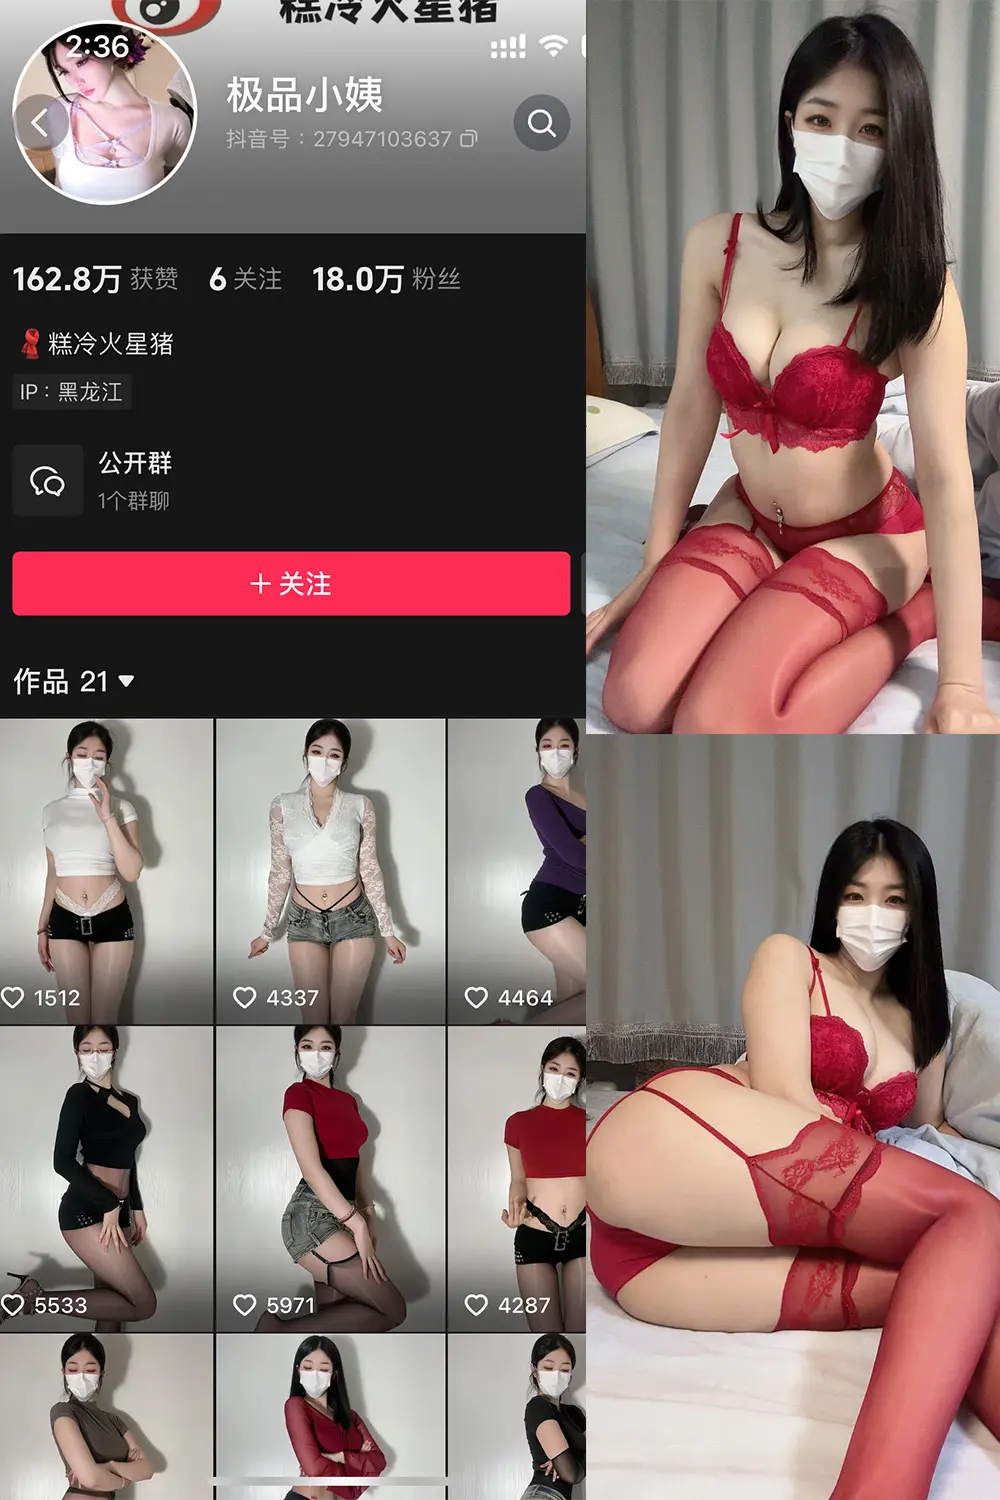 糕冷火星猪
2:36
极品小姨
抖音号：27947103637
162.8万 获赞 6 关注 18.0万 粉丝
糕冷火星猪
IP：黑龙江
公开群
1个群聊
＋关注
作品 21
1512 4337 4464
5533 5971 4287